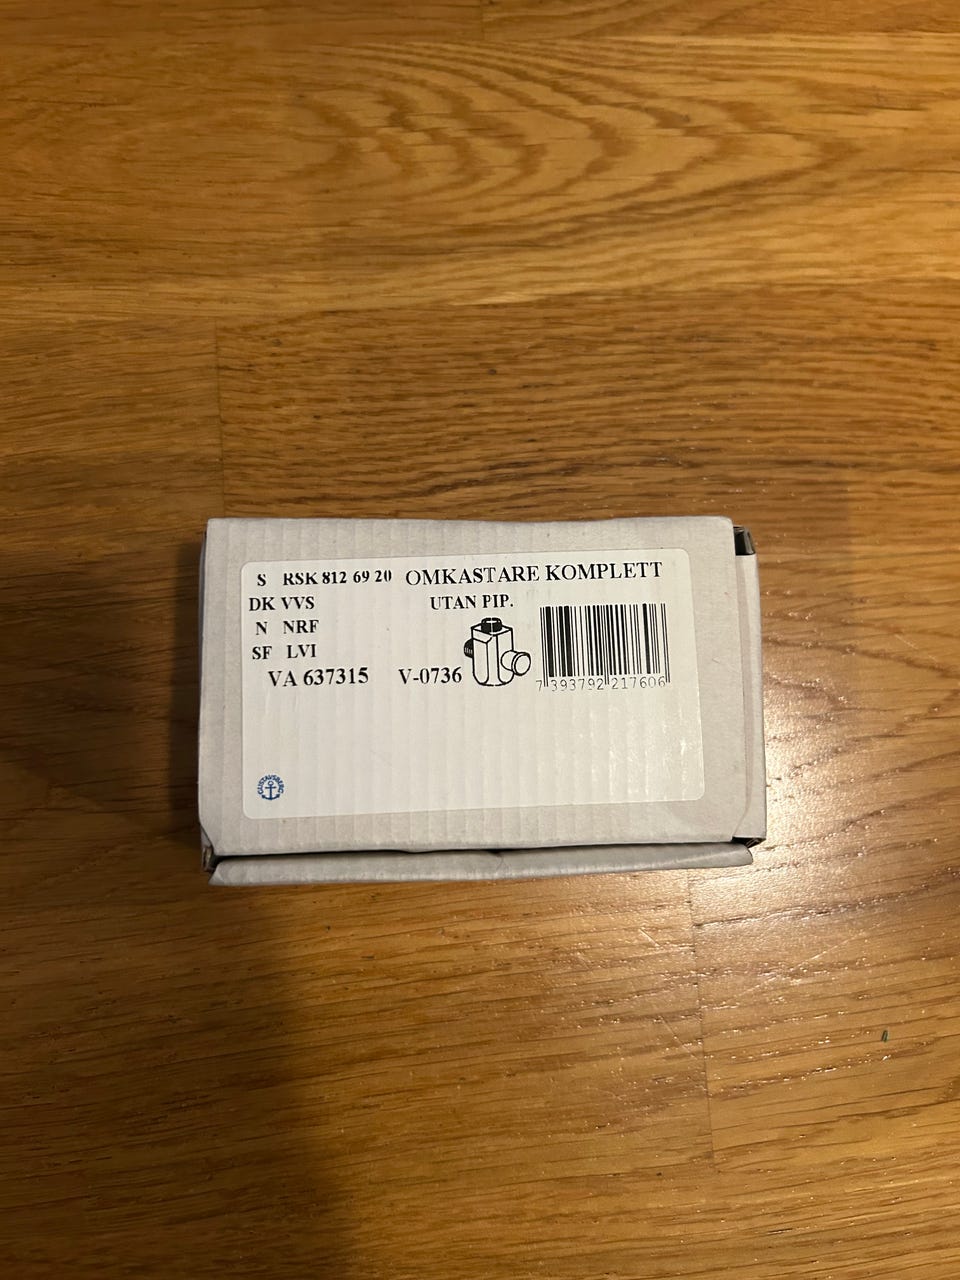 S RSK 812 69 20 OMKASTARE KOMPLETT
DK VVS UTAN PIP.
N NRF
SF LVI
VA 637315 V-0736
7 393792 217606
GUSTAVSBERG